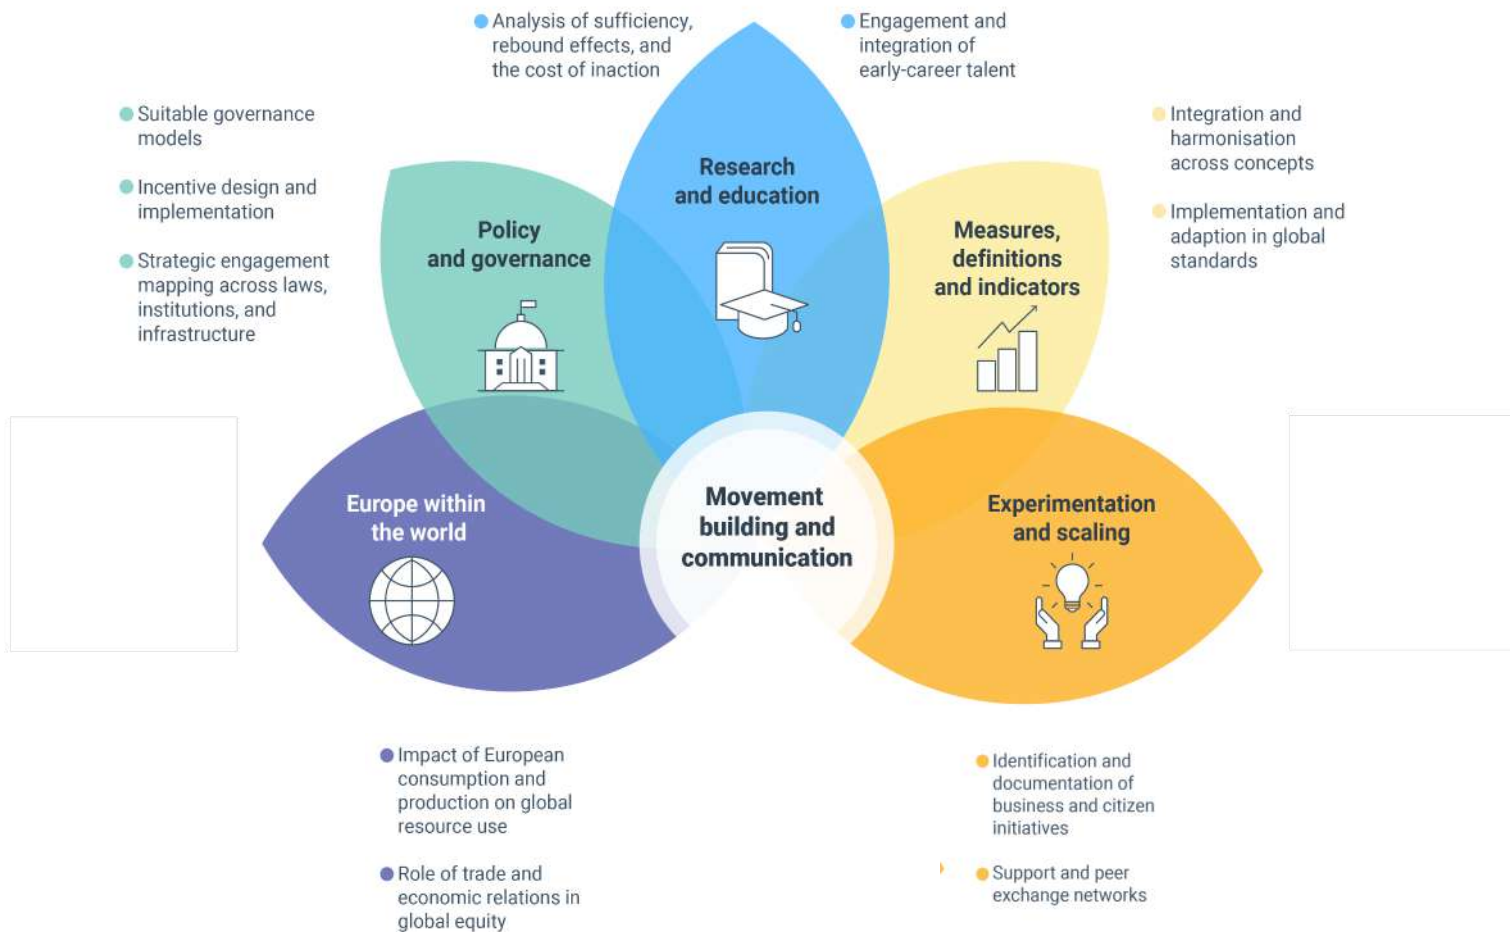 Analysis of sufficiency,
rebound effects, and
the cost of inaction
Engagement and
integration of
early-career talent
Suitable governance
models
Incentive design and
implementation
Strategic engagement
mapping across laws,
institutions, and
infrastructure
Integration and
harmonisation
across concepts
Implementation and
adaption in global
standards
Research
and education
Policy
and governance
Measures,
definitions
and indicators
Europe within
the world
Movement
building and
communication
Experimentation
and scaling
Impact of European
consumption and
production on global
resource use
Role of trade and
economic relations in
global equity
Identification and
documentation of
business and citizen
initiatives
Support and peer
exchange networks